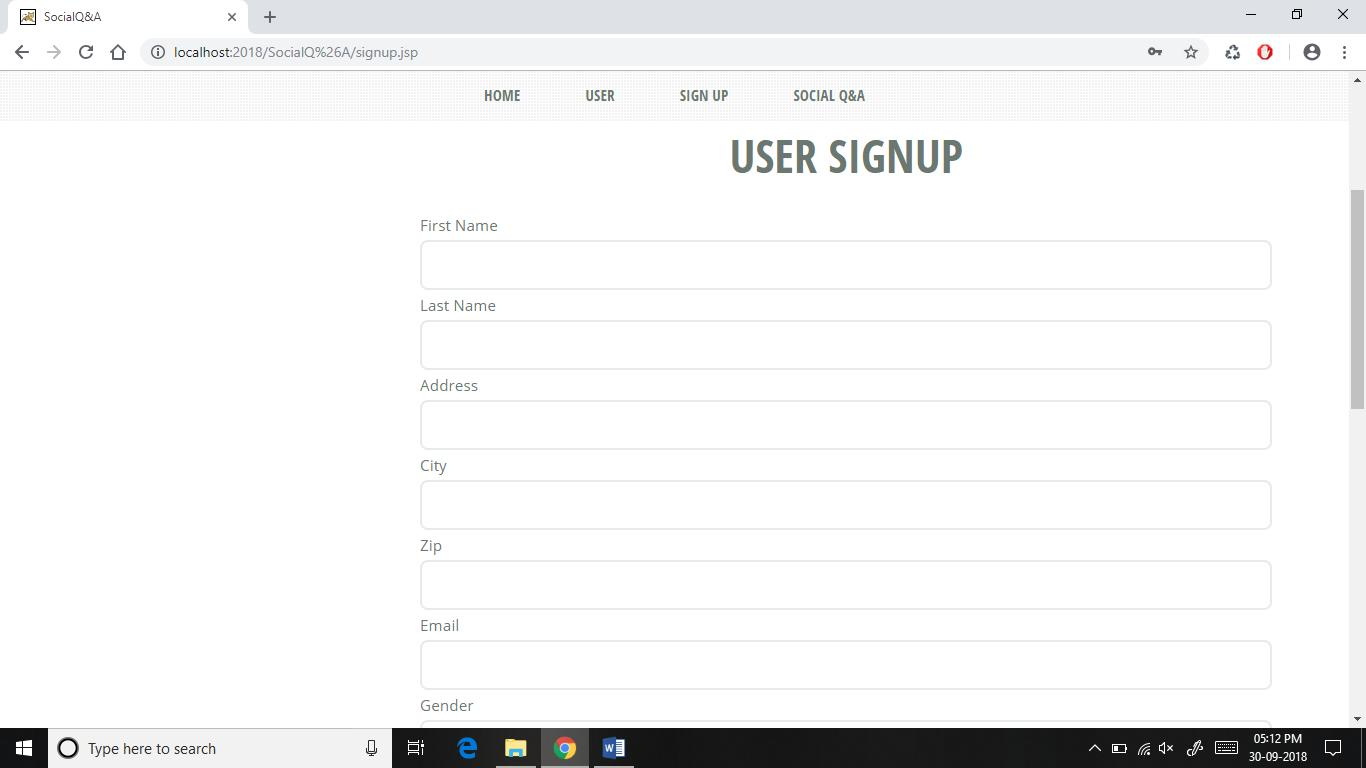 SocialQ&A
localhost:2018/SocialQ%26A/signup.jsp
HOME USER SIGN UP SOCIAL Q&A
USER SIGNUP
First Name
Last Name
Address
City
Zip
Email
Gender
Type here to search
05:12 PM
30-09-2018